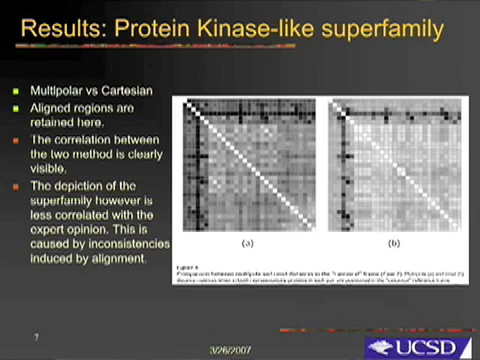 Results: Protein Kinase-like superfamily
Multipolar vs Cartesian
Aligned regions are
retained here.
The correlation between
the two method is clearly
visible.
The depiction of the
superfamily however is
less correlated with the
expert opinion. This is
caused by inconsistencies
induced by alignment.
(a)
(b)
7
3/26/2007
UCSD